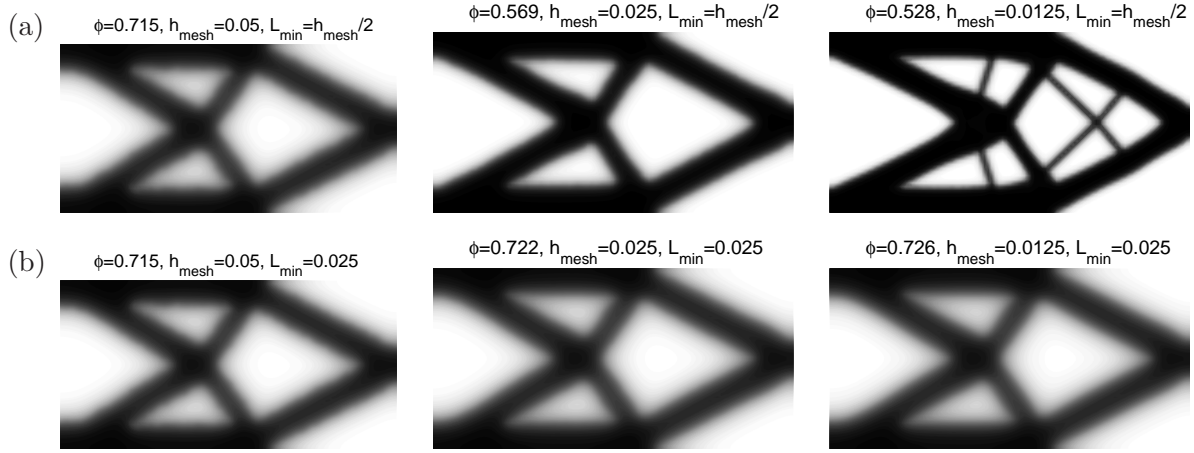 (a)
ϕ=0.715, h_mesh=0.05, L_min=h_mesh/2
ϕ=0.569, h_mesh=0.025, L_min=h_mesh/2
ϕ=0.528, h_mesh=0.0125, L_min=h_mesh/2
(b)
ϕ=0.715, h_mesh=0.05, L_min=0.025
ϕ=0.722, h_mesh=0.025, L_min=0.025
ϕ=0.726, h_mesh=0.0125, L_min=0.025